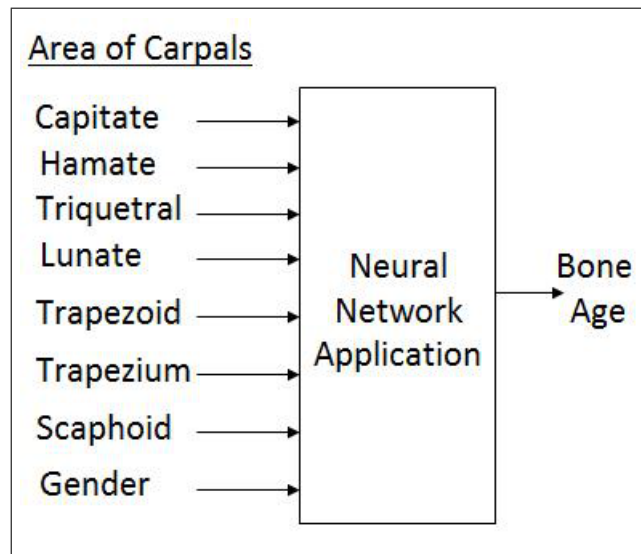 Area of Carpals
Capitate
Hamate
Triquetral
Lunate
Trapezoid
Trapezium
Scaphoid
Gender
Neural
Network
Application
Bone
Age